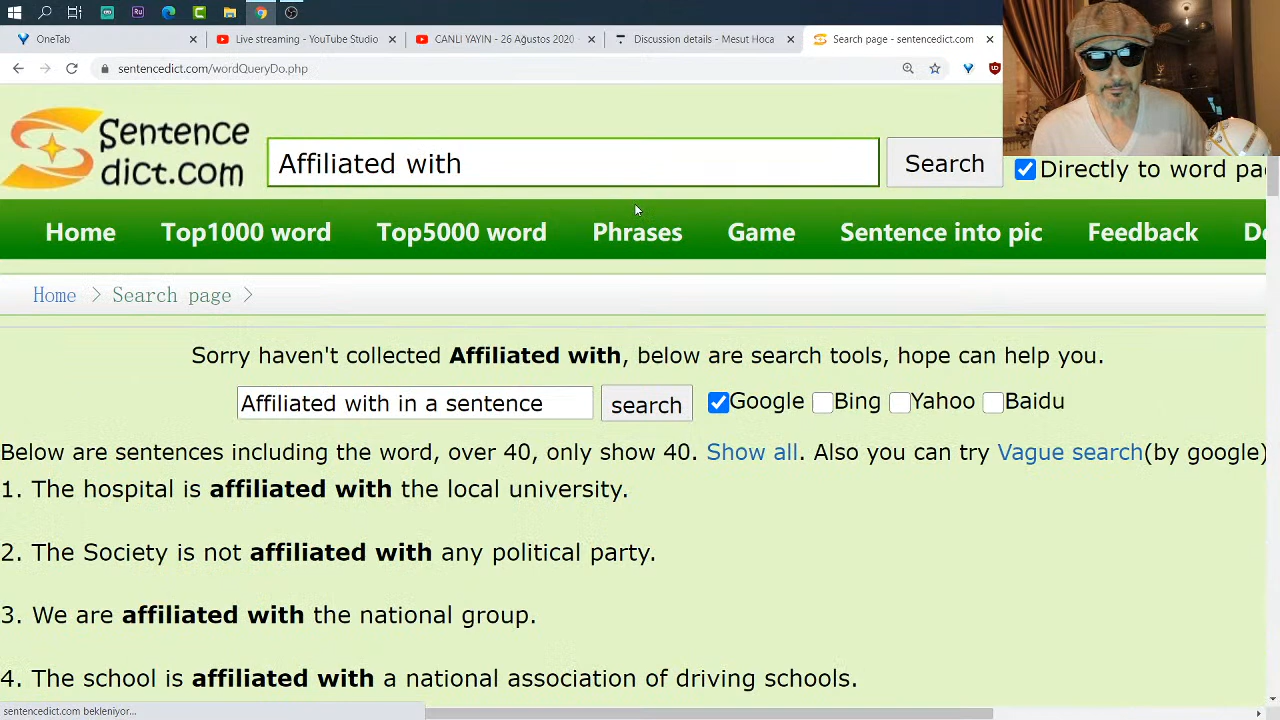 OneTab
Live streaming - YouTube Studio
CANLI YAYIN - 26 Ağustos 2020 -
Discussion details - Mesut Hoca
Search page - sentencedict.com
sentencedict.com/wordQueryDo.php
Sentence
dict.com
Affiliated with
Search
Directly to word pa
Home
Top1000 word
Top5000 word
Phrases
Game
Sentence into pic
Feedback
De
Home > Search page >
Sorry haven't collected Affiliated with, below are search tools, hope can help you.
Affiliated with in a sentence
search
Google
Bing
Yahoo
Baidu
Below are sentences including the word, over 40, only show 40. Show all. Also you can try Vague search(by google)
1. The hospital is affiliated with the local university.
2. The Society is not affiliated with any political party.
3. We are affiliated with the national group.
4. The school is affiliated with a national association of driving schools.
sentencedict.com bekleniyor...